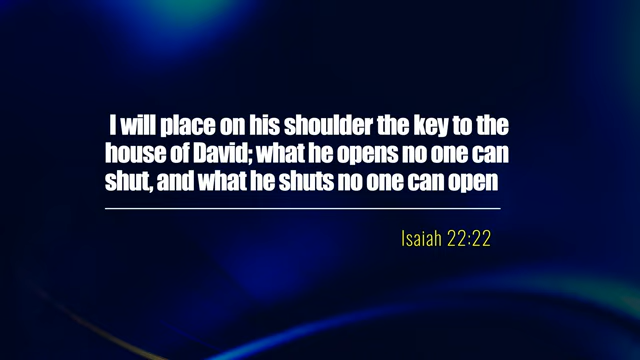 I will place on his shoulder the key to the
house of David; what he opens no one can
shut, and what he shuts no one can open
Isaiah 22:22